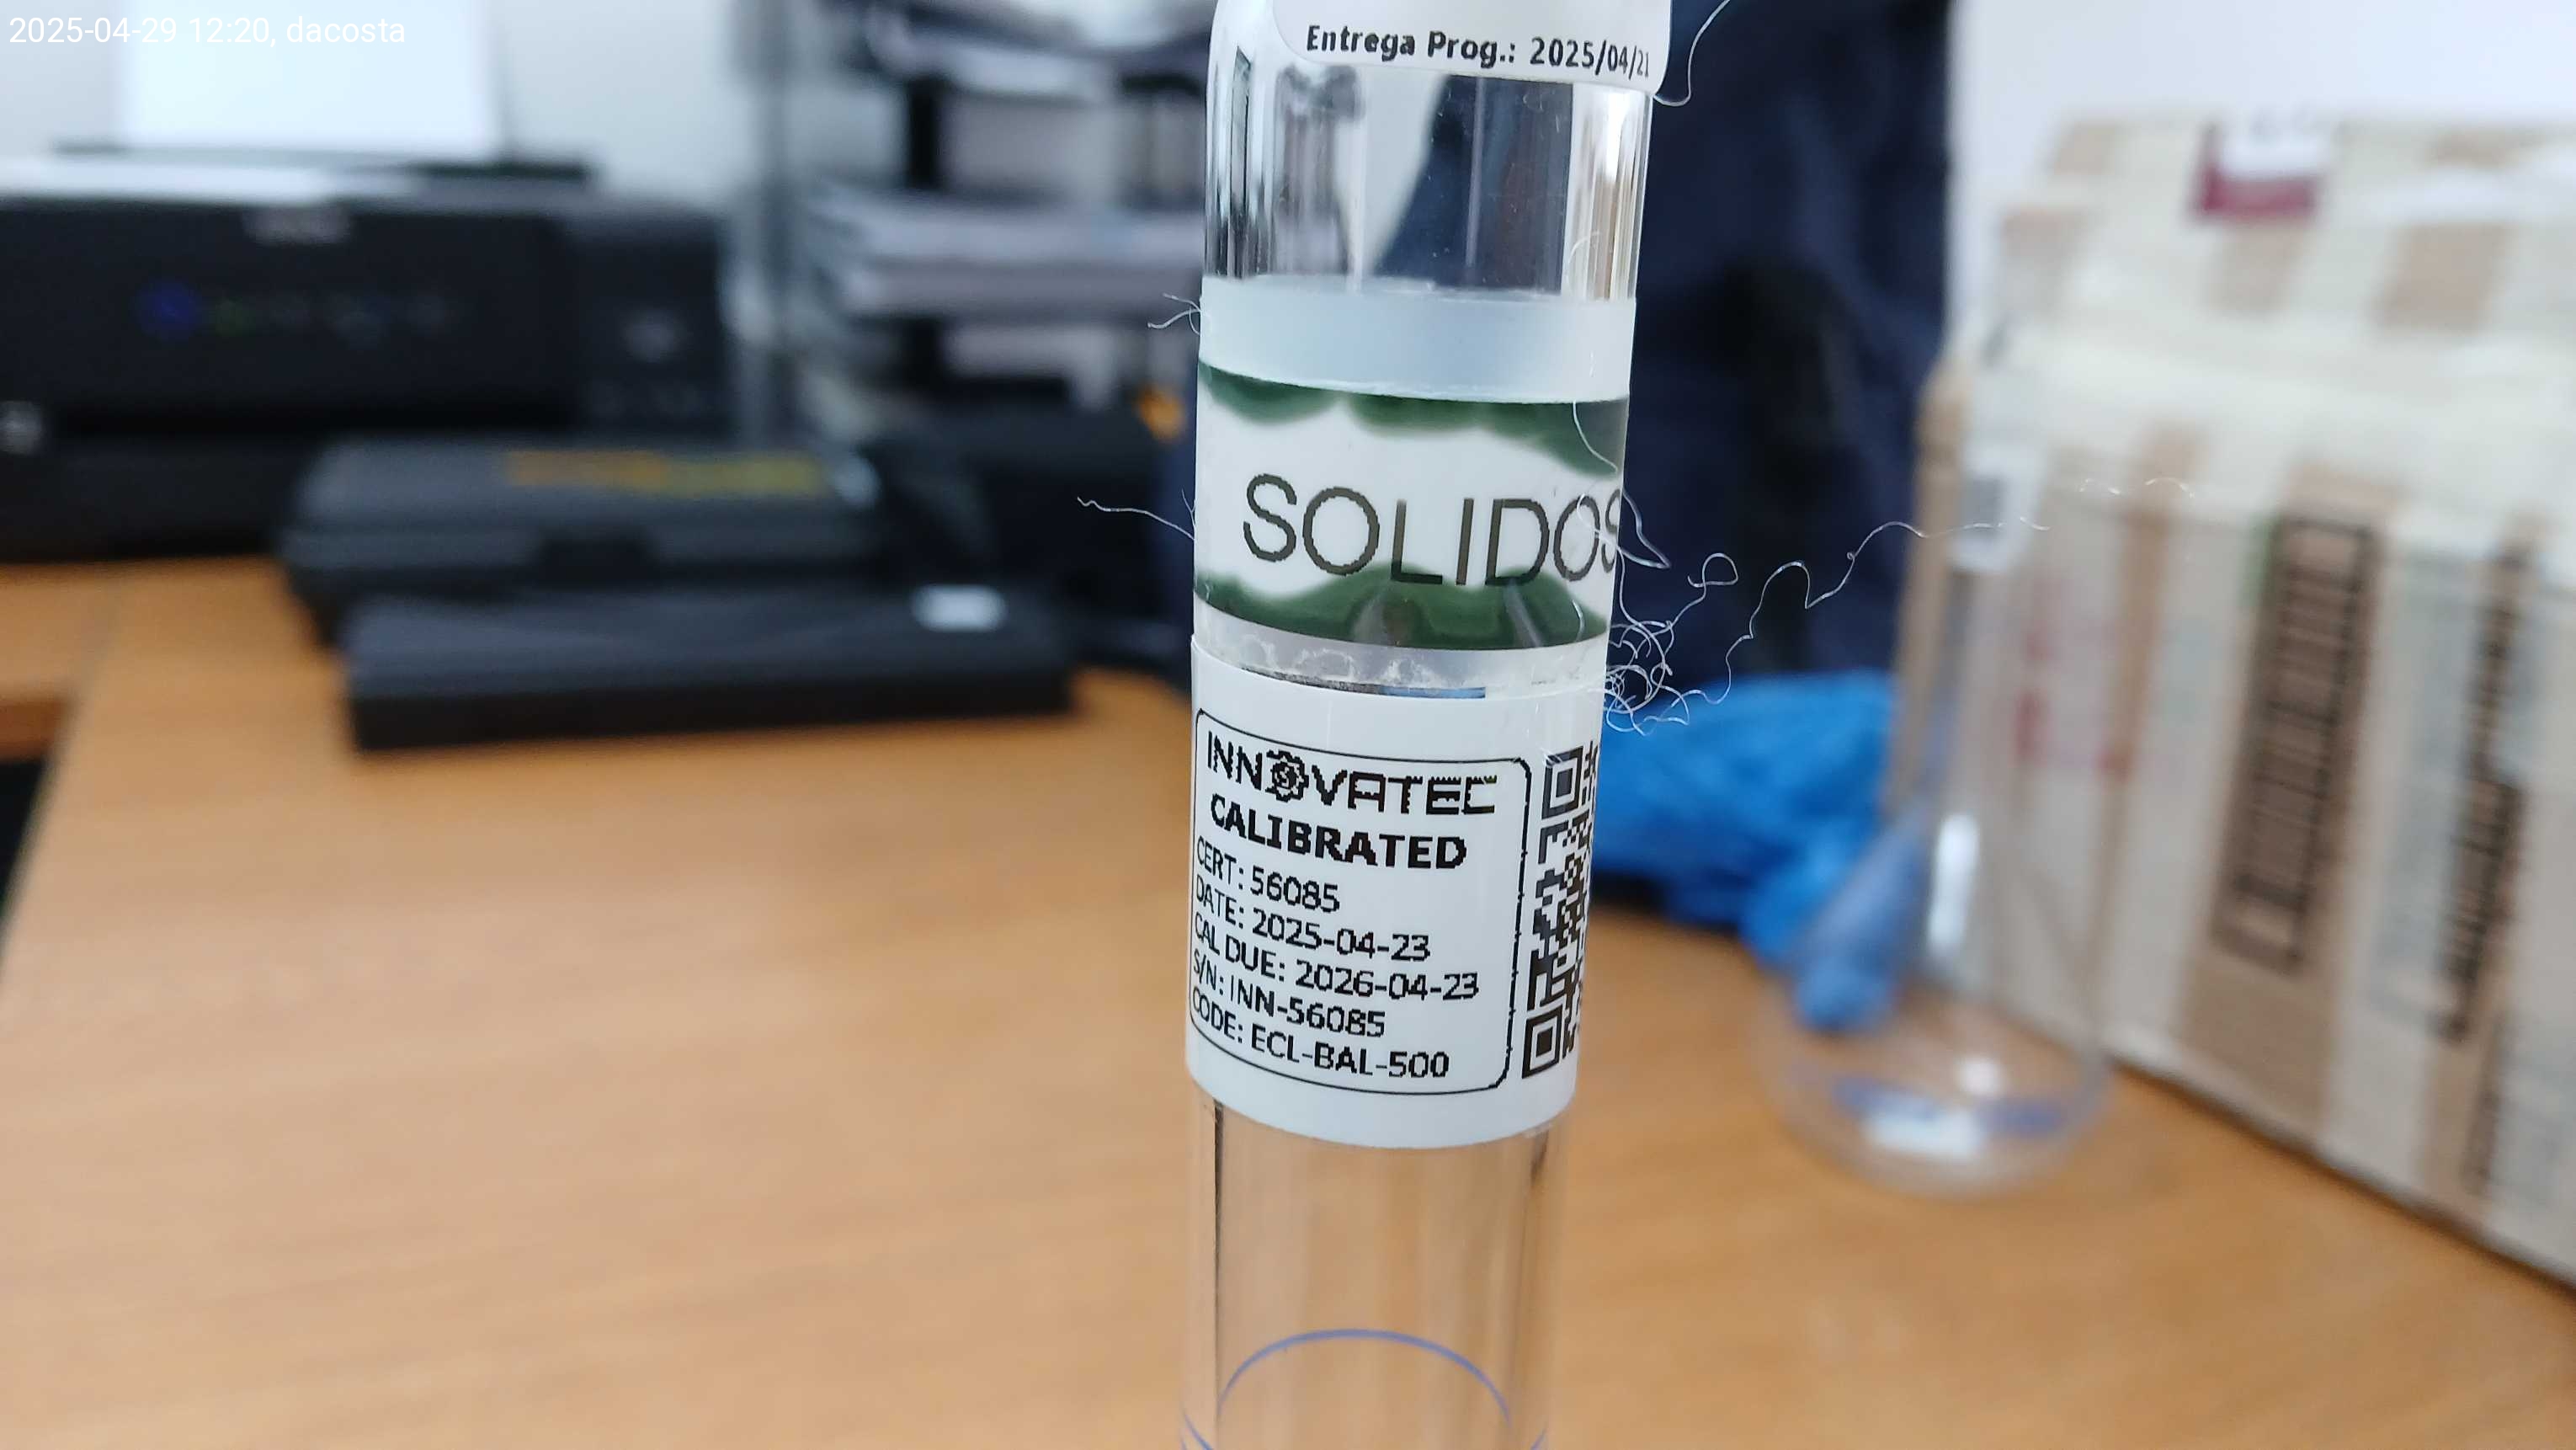 2025-04-29 12:20, dacosta
Entrega Prog.: 2025/04/21
SOLIDOS
INNOVATEC
CALIBRATED
CERT: 56085
DATE: 2025-04-23
CAL DUE: 2026-04-23
S/N: INN-56085
CODE: ECL-BAL-500